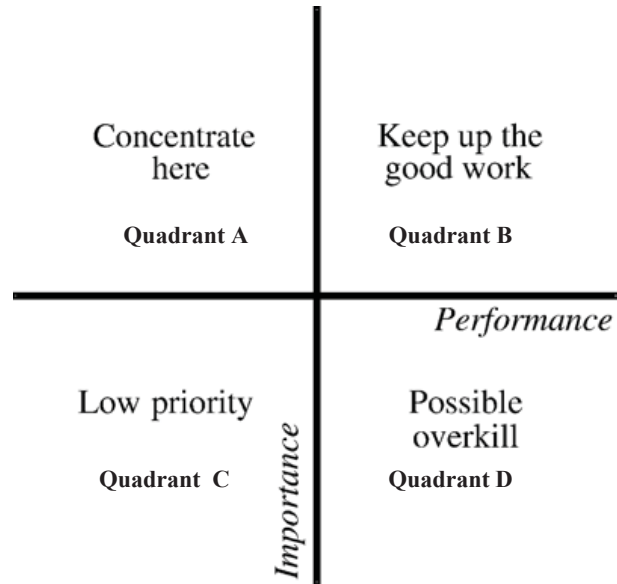 Concentrate
here
Quadrant A
Keep up the
good work
Quadrant B
Performance
Low priority
Quadrant C
Importance
Possible
overkill
Quadrant D